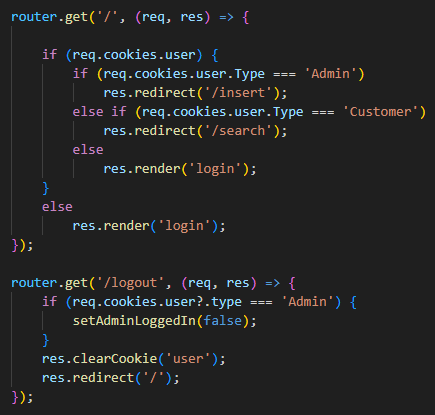 router.get('/', (req, res) => {
    if (req.cookies.user) {
        if (req.cookies.user.Type === 'Admin')
            res.redirect('/insert');
        else if (req.cookies.user.Type === 'Customer')
            res.redirect('/search');
        else
            res.render('login');
    }
    else
        res.render('login');
});
router.get('/logout', (req, res) => {
    if (req.cookies.user?.type === 'Admin') {
        setAdminLoggedIn(false);
    }
    res.clearCookie('user');
    res.redirect('/');
});